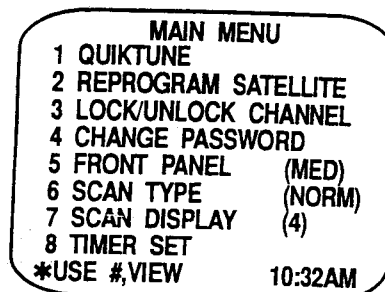 MAIN MENU
1 QUIKTUNE
2 REPROGRAM SATELLITE
3 LOCK/UNLOCK CHANNEL
4 CHANGE PASSWORD
5 FRONT PANEL (MED)
6 SCAN TYPE (NORM)
7 SCAN DISPLAY (4)
8 TIMER SET
*USE #,VIEW 10:32AM